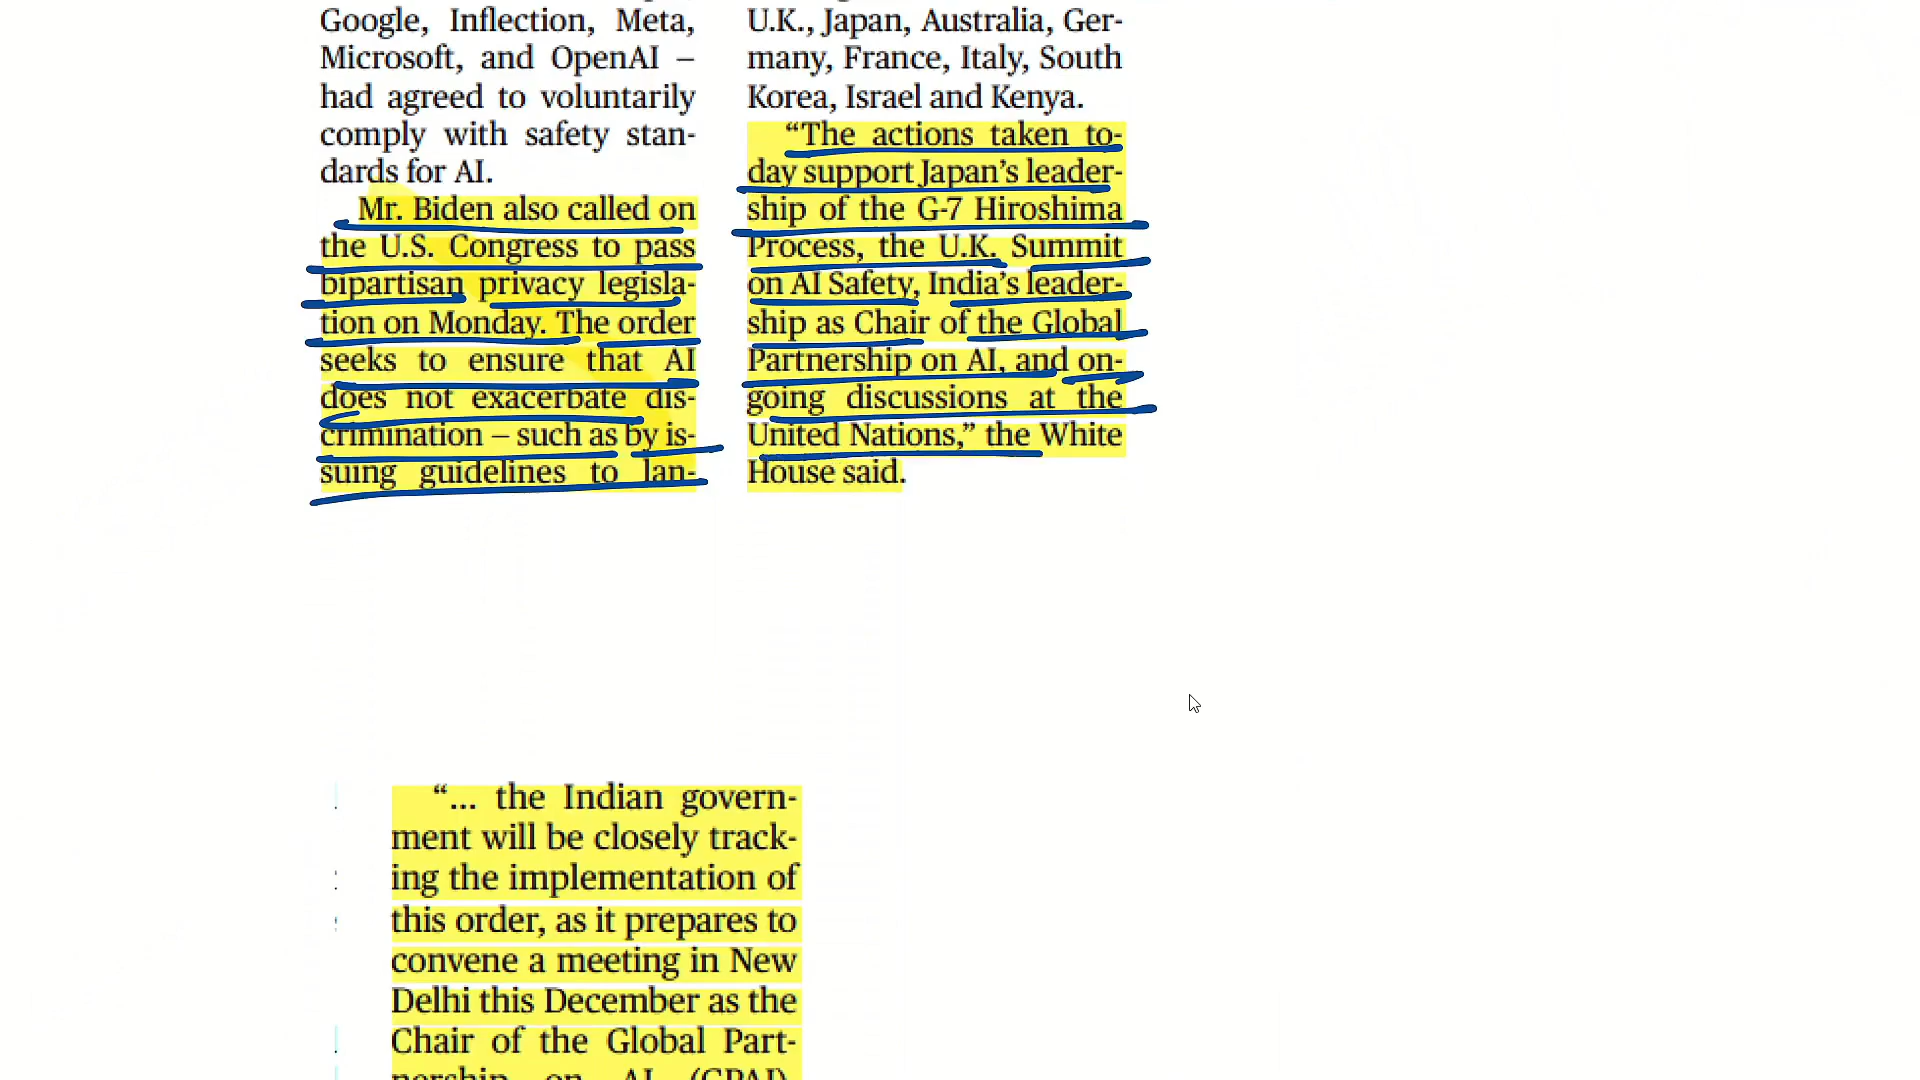 Google, Inflection, Meta,
Microsoft, and OpenAI –
had agreed to voluntarily
comply with safety stan-
dards for AI.
Mr. Biden also called on
the U.S. Congress to pass
bipartisan privacy legisla-
tion on Monday. The order
seeks to ensure that AI
does not exacerbate dis-
crimination – such as by is-
suing guidelines to lan-
U.K., Japan, Australia, Ger-
many, France, Italy, South
Korea, Israel and Kenya.
“The actions taken to-
day support Japan’s leader-
ship of the G-7 Hiroshima
Process, the U.K. Summit
on AI Safety, India’s leader-
ship as Chair of the Global
Partnership on AI, and on-
going discussions at the
United Nations,” the White
House said.
“... the Indian govern-
ment will be closely track-
ing the implementation of
this order, as it prepares to
convene a meeting in New
Delhi this December as the
Chair of the Global Part-
nership on AI (GPAI)